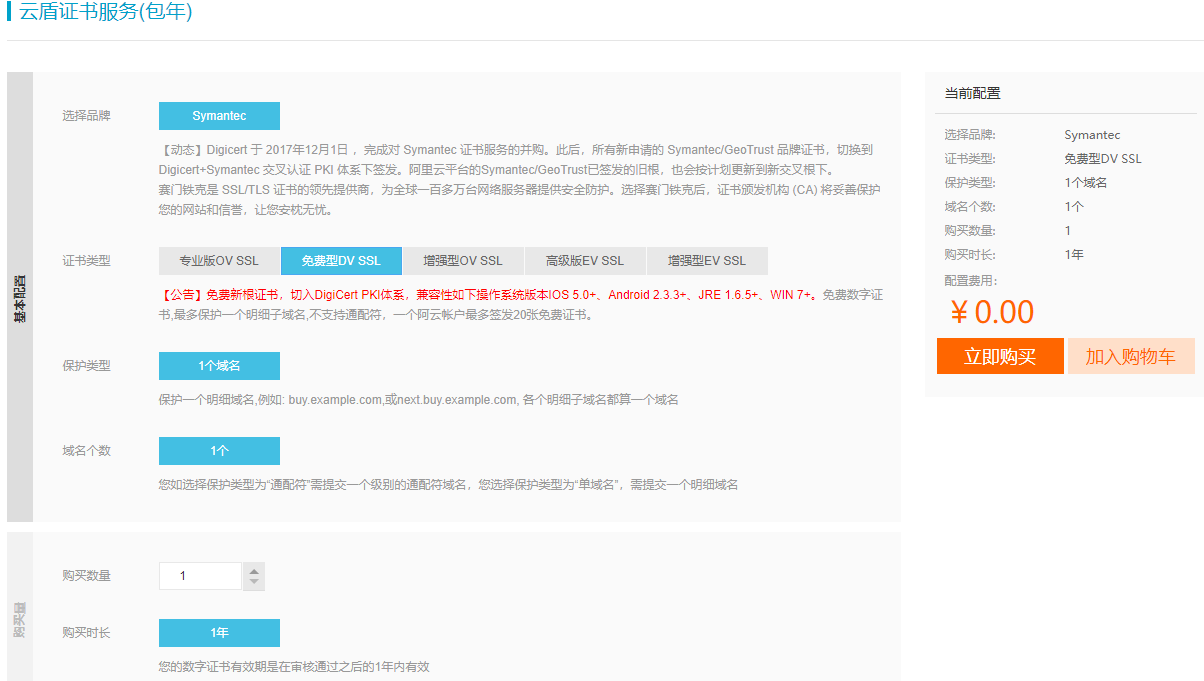 云盾证书服务(包年)
基本配置
选择品牌
Symantec
【动态】Digicert 于 2017年12月1日 ，完成对 Symantec 证书服务的并购。此后，所有新申请的 Symantec/GeoTrust 品牌证书，切换到
Digicert+Symantec 交叉认证 PKI 体系下签发。阿里云平台的Symantec/GeoTrust已签发的旧根，也会按计划更新到新交叉根下。
赛门铁克是 SSL/TLS 证书的领先提供商，为全球一百多万台网络服务器提供安全防护。选择赛门铁克后，证书颁发机构 (CA) 将妥善保护
您的网站和信誉，让您安枕无忧。
证书类型
专业版OV SSL 免费型DV SSL 增强型OV SSL 高级版EV SSL 增强型EV SSL
【公告】免费新根证书，切入DigiCert PKI体系，兼容性如下操作系统版本IOS 5.0+、Android 2.3.3+、JRE 1.6.5+、WIN 7+。免费数字证
书,最多保护一个明细子域名,不支持通配符，一个阿云帐户最多签发20张免费证书。
保护类型
1个域名
保护一个明细域名,例如: buy.example.com,或next.buy.example.com, 各个明细子域名都算一个域名
域名个数
1个
您如选择保护类型为“通配符”需提交一个级别的通配符域名，您选择保护类型为“单域名”，需提交一个明细域名
购买量
购买数量
1
购买时长
1年
您的数字证书有效期是在审核通过之后的1年内有效
当前配置
选择品牌: Symantec
证书类型: 免费型DV SSL
保护类型: 1个域名
域名个数: 1个
购买数量: 1
购买时长: 1年
配置费用:
¥ 0.00
立即购买 加入购物车